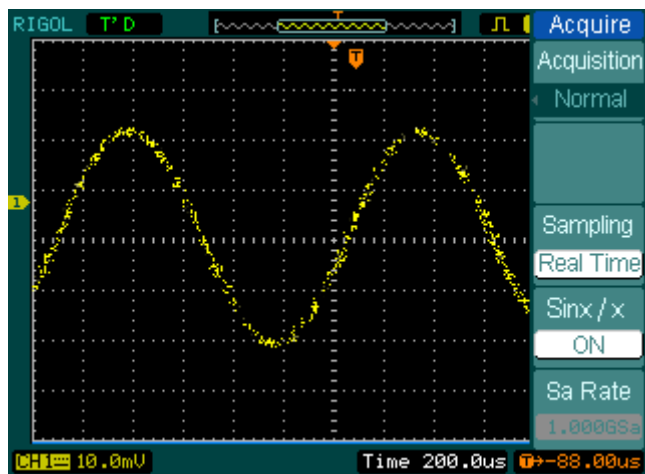 RIGOL T'D
T
Acquire
Acquisition
Normal
T
1
Sampling
Real Time
Sinx/x
ON
Sa Rate
1.000GSa
CH1 10.0mV Time 200.0us T→-88.00us